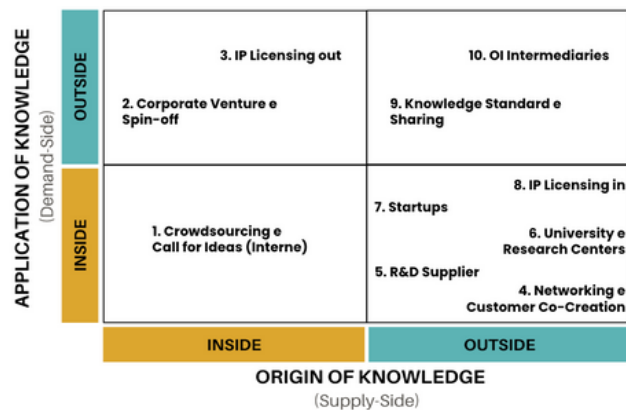 APPLICATION OF KNOWLEDGE
(Demand-Side)
OUTSIDE
INSIDE
3. IP Licensing out
2. Corporate Venture e
Spin-off
10. OI Intermediaries
9. Knowledge Standard e
Sharing
1. Crowdsourcing e
Call for Ideas (Interne)
8. IP Licensing in
7. Startups
6. University e
Research Centers
5. R&D Supplier
4. Networking e
Customer Co-Creation
INSIDE
OUTSIDE
ORIGIN OF KNOWLEDGE
(Supply-Side)